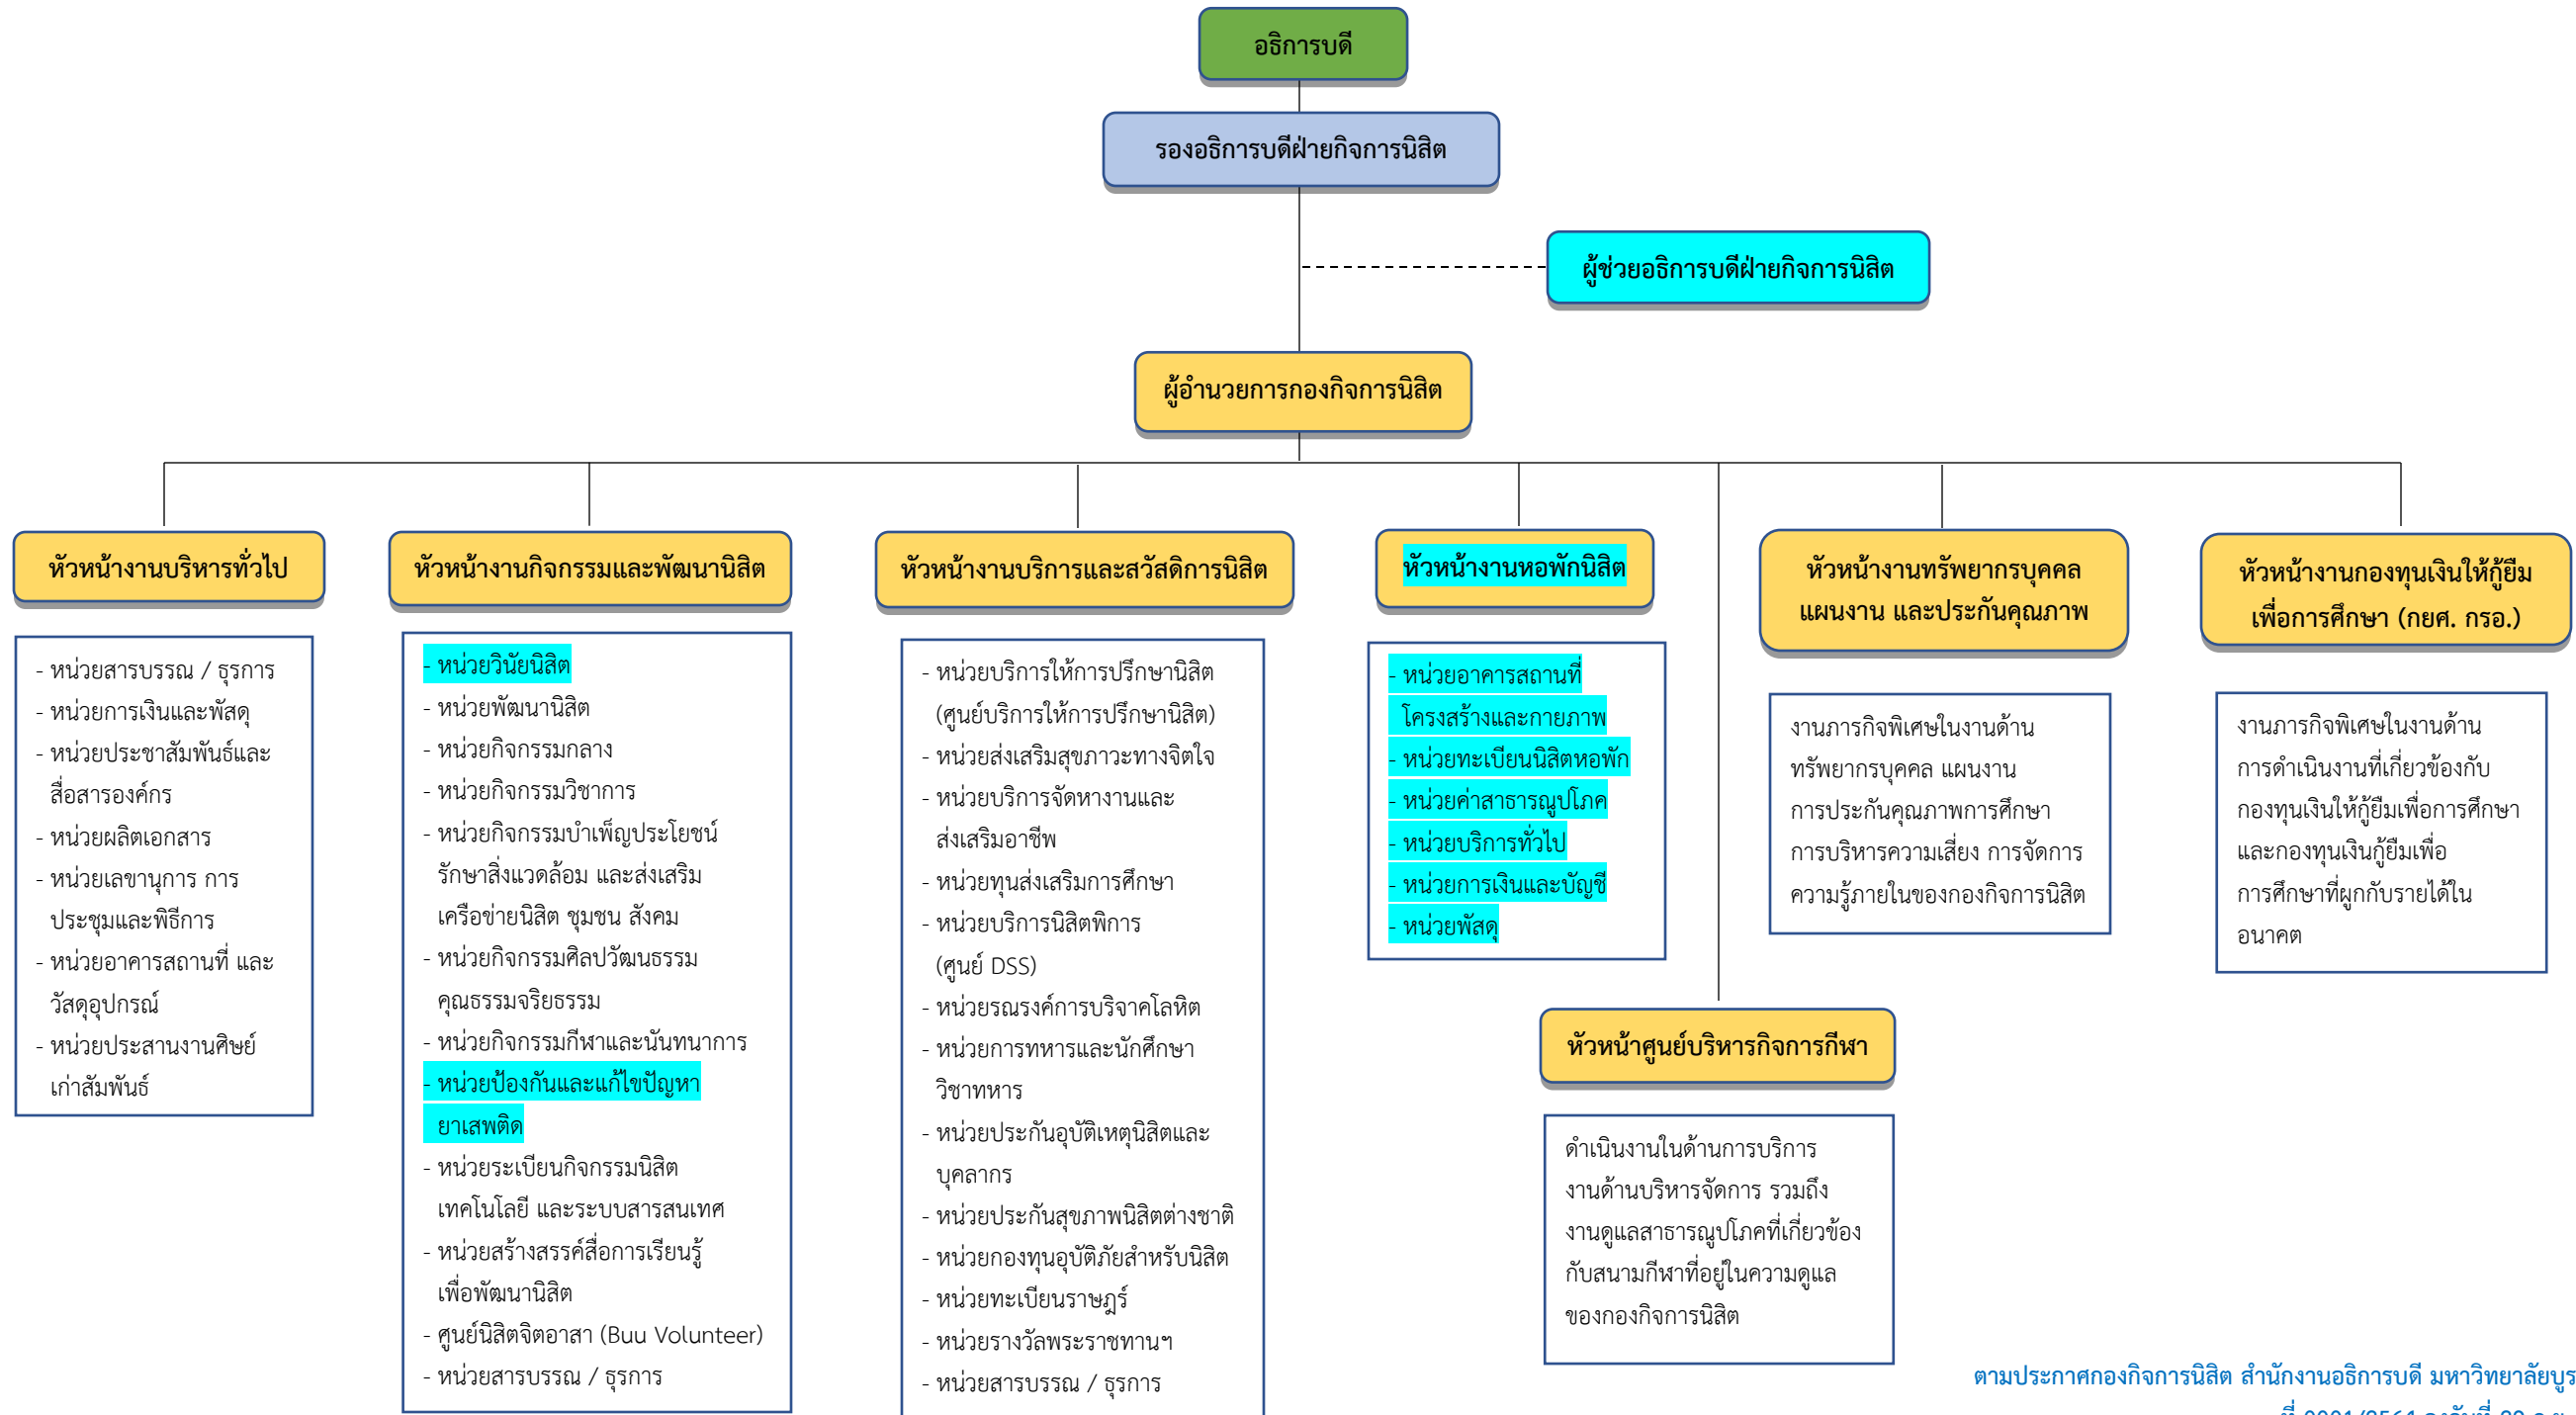 อธิการบดี
รองอธิการบดีฝ่ายกิจการนิสิต
ผู้ช่วยอธิการบดีฝ่ายกิจการนิสิต
ผู้อำนวยการกองกิจการนิสิต
หัวหน้างานบริหารทั่วไป
- หน่วยสารบรรณ / ธุรการ
- หน่วยการเงินและพัสดุ
- หน่วยประชาสัมพันธ์และ
สื่อสารองค์กร
- หน่วยผลิตเอกสาร
- หน่วยเลขานุการ การ
ประชุมและพิธีการ
- หน่วยอาคารสถานที่ และ
วัสดุอุปกรณ์
- หน่วยประสานงานศิษย์
เก่าสัมพันธ์
หัวหน้างานกิจกรรมและพัฒนานิสิต
- หน่วยวินัยนิสิต
- หน่วยพัฒนานิสิต
- หน่วยกิจกรรมกลาง
- หน่วยกิจกรรมวิชาการ
- หน่วยกิจกรรมบำเพ็ญประโยชน์
รักษาสิ่งแวดล้อม และส่งเสริม
เครือข่ายนิสิต ชุมชน สังคม
- หน่วยกิจกรรมศิลปวัฒนธรรม
คุณธรรมจริยธรรม
- หน่วยกิจกรรมกีฬาและนันทนาการ
- หน่วยป้องกันและแก้ไขปัญหา
ยาเสพติด
- หน่วยระเบียนกิจกรรมนิสิต
เทคโนโลยี และระบบสารสนเทศ
- หน่วยสร้างสรรค์สื่อการเรียนรู้
เพื่อพัฒนานิสิต
- ศูนย์นิสิตจิตอาสา (Buu Volunteer)
- หน่วยสารบรรณ / ธุรการ
หัวหน้างานบริการและสวัสดิการนิสิต
- หน่วยบริการให้การปรึกษานิสิต
(ศูนย์บริการให้การปรึกษานิสิต)
- หน่วยส่งเสริมสุขภาวะทางจิตใจ
- หน่วยบริการจัดหางานและ
ส่งเสริมอาชีพ
- หน่วยทุนส่งเสริมการศึกษา
- หน่วยบริการนิสิตพิการ
(ศูนย์ DSS)
- หน่วยรณรงค์การบริจาคโลหิต
- หน่วยการทหารและนักศึกษา
วิชาทหาร
- หน่วยประกันอุบัติเหตุนิสิตและ
บุคลากร
- หน่วยประกันสุขภาพนิสิตต่างชาติ
- หน่วยกองทุนอุบัติภัยสำหรับนิสิต
- หน่วยทะเบียนราษฎร์
- หน่วยรางวัลพระราชทานฯ
- หน่วยสารบรรณ / ธุรการ
หัวหน้างานหอพักนิสิต
- หน่วยอาคารสถานที่
โครงสร้างและกายภาพ
- หน่วยทะเบียนนิสิตหอพัก
- หน่วยค่าสาธารณูปโภค
- หน่วยบริการทั่วไป
- หน่วยการเงินและบัญชี
- หน่วยพัสดุ
หัวหน้าศูนย์บริหารกิจการกีฬา
ดำเนินงานในด้านการบริการ
งานด้านบริหารจัดการ รวมถึง
งานดูแลสาธารณูปโภคที่เกี่ยวข้อง
กับสนามกีฬาที่อยู่ในความดูแล
ของกองกิจการนิสิต
หัวหน้างานทรัพยากรบุคคล
แผนงาน และประกันคุณภาพ
งานภารกิจพิเศษในงานด้าน
ทรัพยากรบุคคล แผนงาน
การประกันคุณภาพการศึกษา
การบริหารความเสี่ยง การจัดการ
ความรู้ภายในของกองกิจการนิสิต
หัวหน้างานกองทุนเงินให้กู้ยืม
เพื่อการศึกษา (กยศ. กรอ.)
งานภารกิจพิเศษในงานด้าน
การดำเนินงานที่เกี่ยวข้องกับ
กองทุนเงินให้กู้ยืมเพื่อการศึกษา
และกองทุนเงินกู้ยืมเพื่อ
การศึกษาที่ผูกกับรายได้ใน
อนาคต
ตามประกาศกองกิจการนิสิต สำนักงานอธิการบดี มหาวิทยาลัยบูร